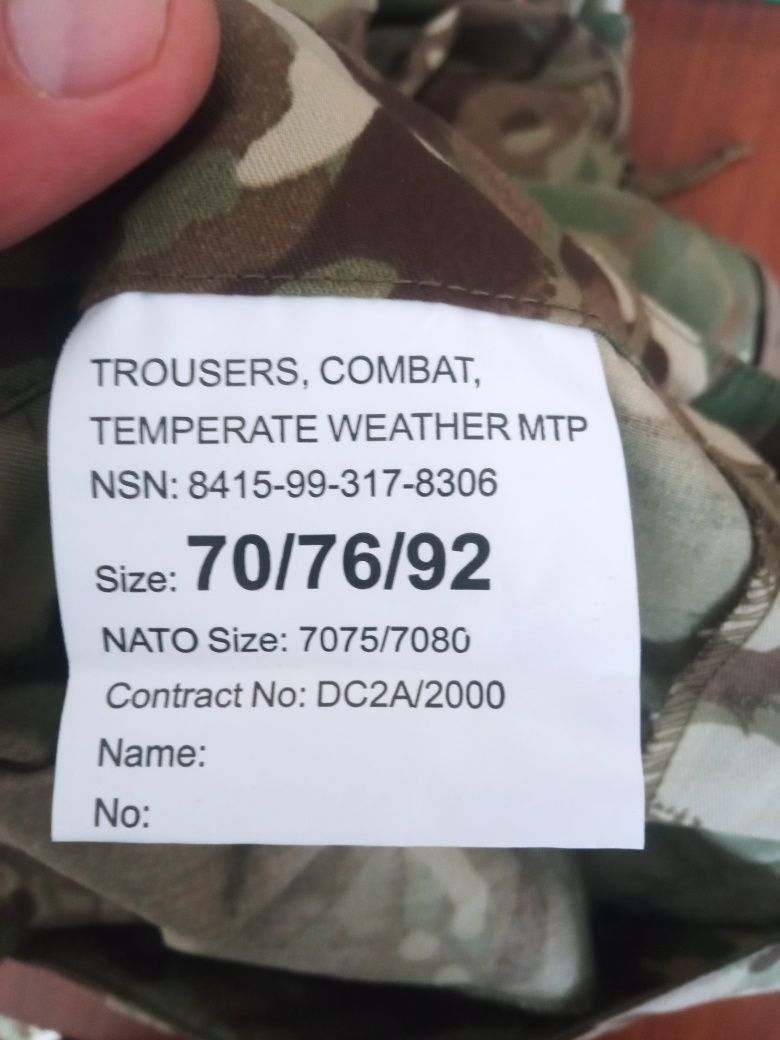 TROUSERS, COMBAT,
TEMPERATE WEATHER MTP
NSN: 8415-99-317-8306
Size: 70/76/92
NATO Size: 7075/7080
Contract No: DC2A/2000
Name:
No: